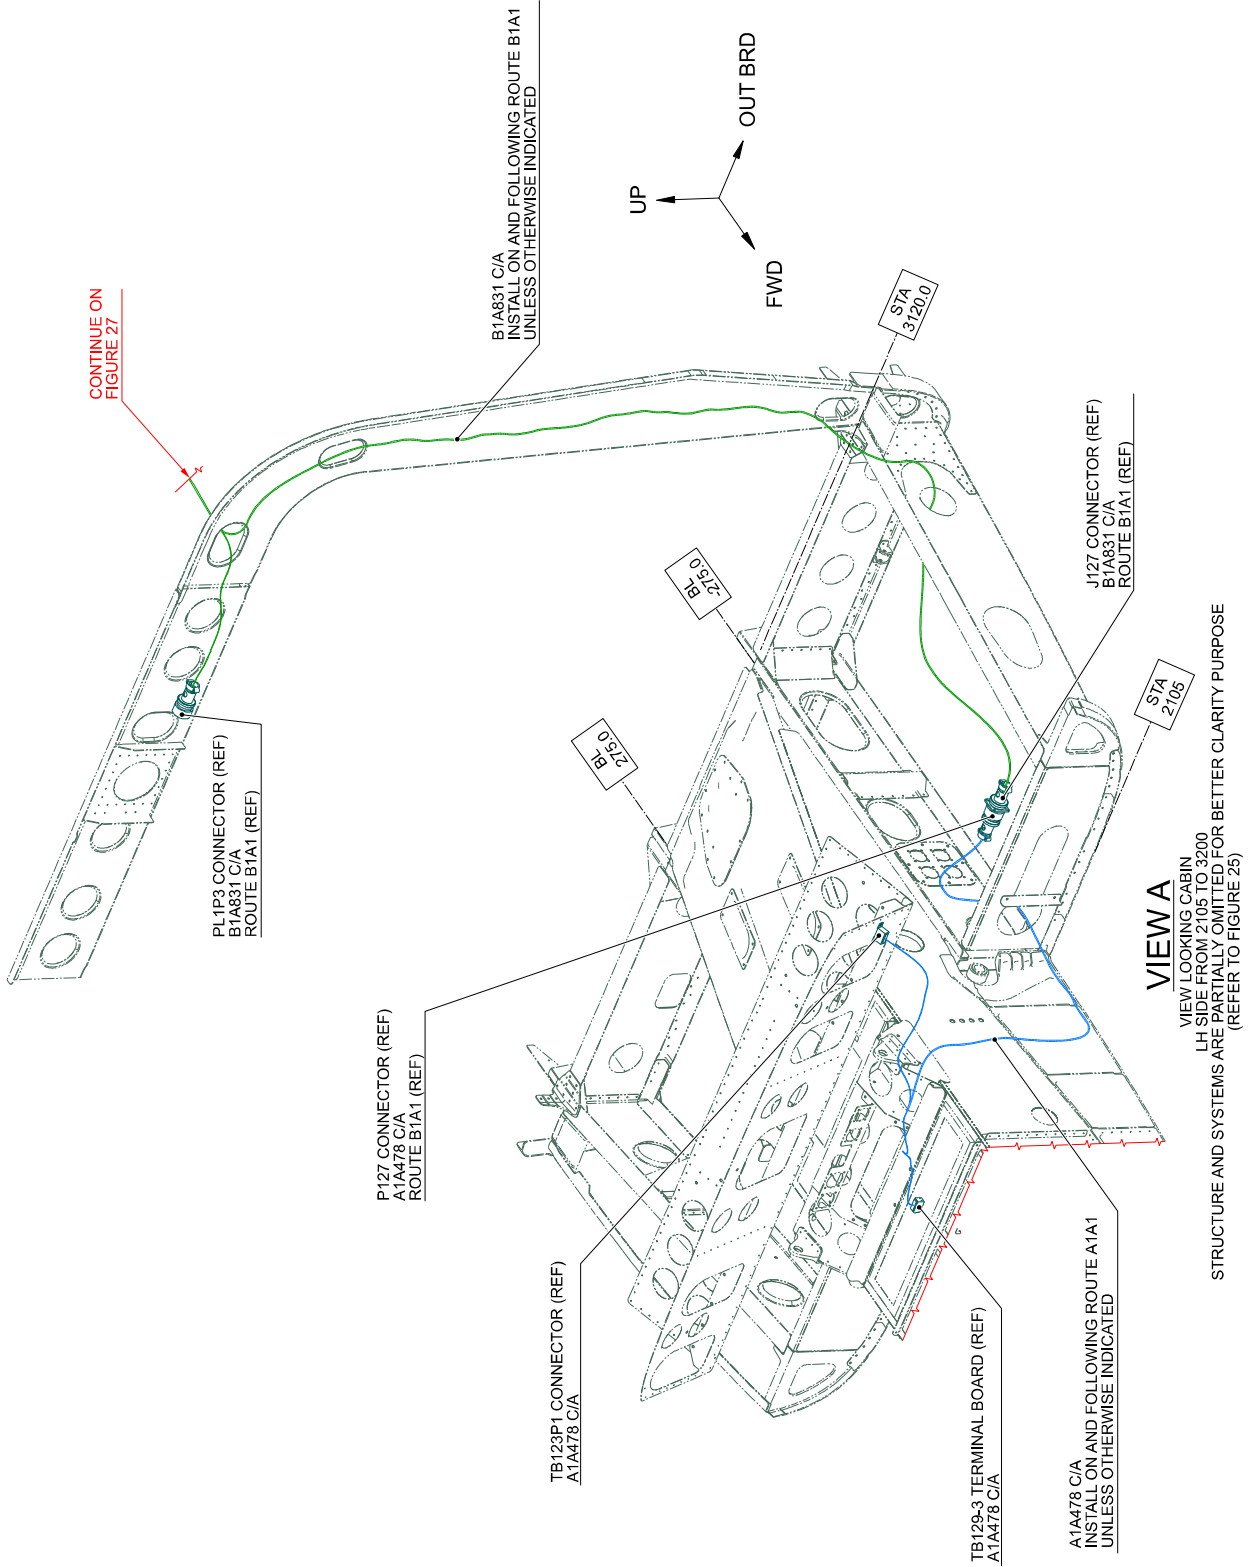 CONTINUE ON
FIGURE 27
B1A831 C/A
INSTALL ON AND FOLLOWING ROUTE B1A1
UNLESS OTHERWISE INDICATED
UP
OUT BRD
FWD
STA
3120.0
BL
-275.0
BL
275.0
J127 CONNECTOR (REF)
B1A831 C/A
ROUTE B1A1 (REF)
STA
2105
PL1P3 CONNECTOR (REF)
B1A831 C/A
ROUTE B1A1 (REF)
P127 CONNECTOR (REF)
A1A478 C/A
ROUTE B1A1 (REF)
TB123P1 CONNECTOR (REF)
A1A478 C/A
TB129-3 TERMINAL BOARD (REF)
A1A478 C/A
A1A478 C/A
INSTALL ON AND FOLLOWING ROUTE A1A1
UNLESS OTHERWISE INDICATED
VIEW A
VIEW LOOKING CABIN
LH SIDE FROM 2105 TO 3200
STRUCTURE AND SYSTEMS ARE PARTIALLY OMITTED FOR BETTER CLARITY PURPOSE
(REFER TO FIGURE 25)